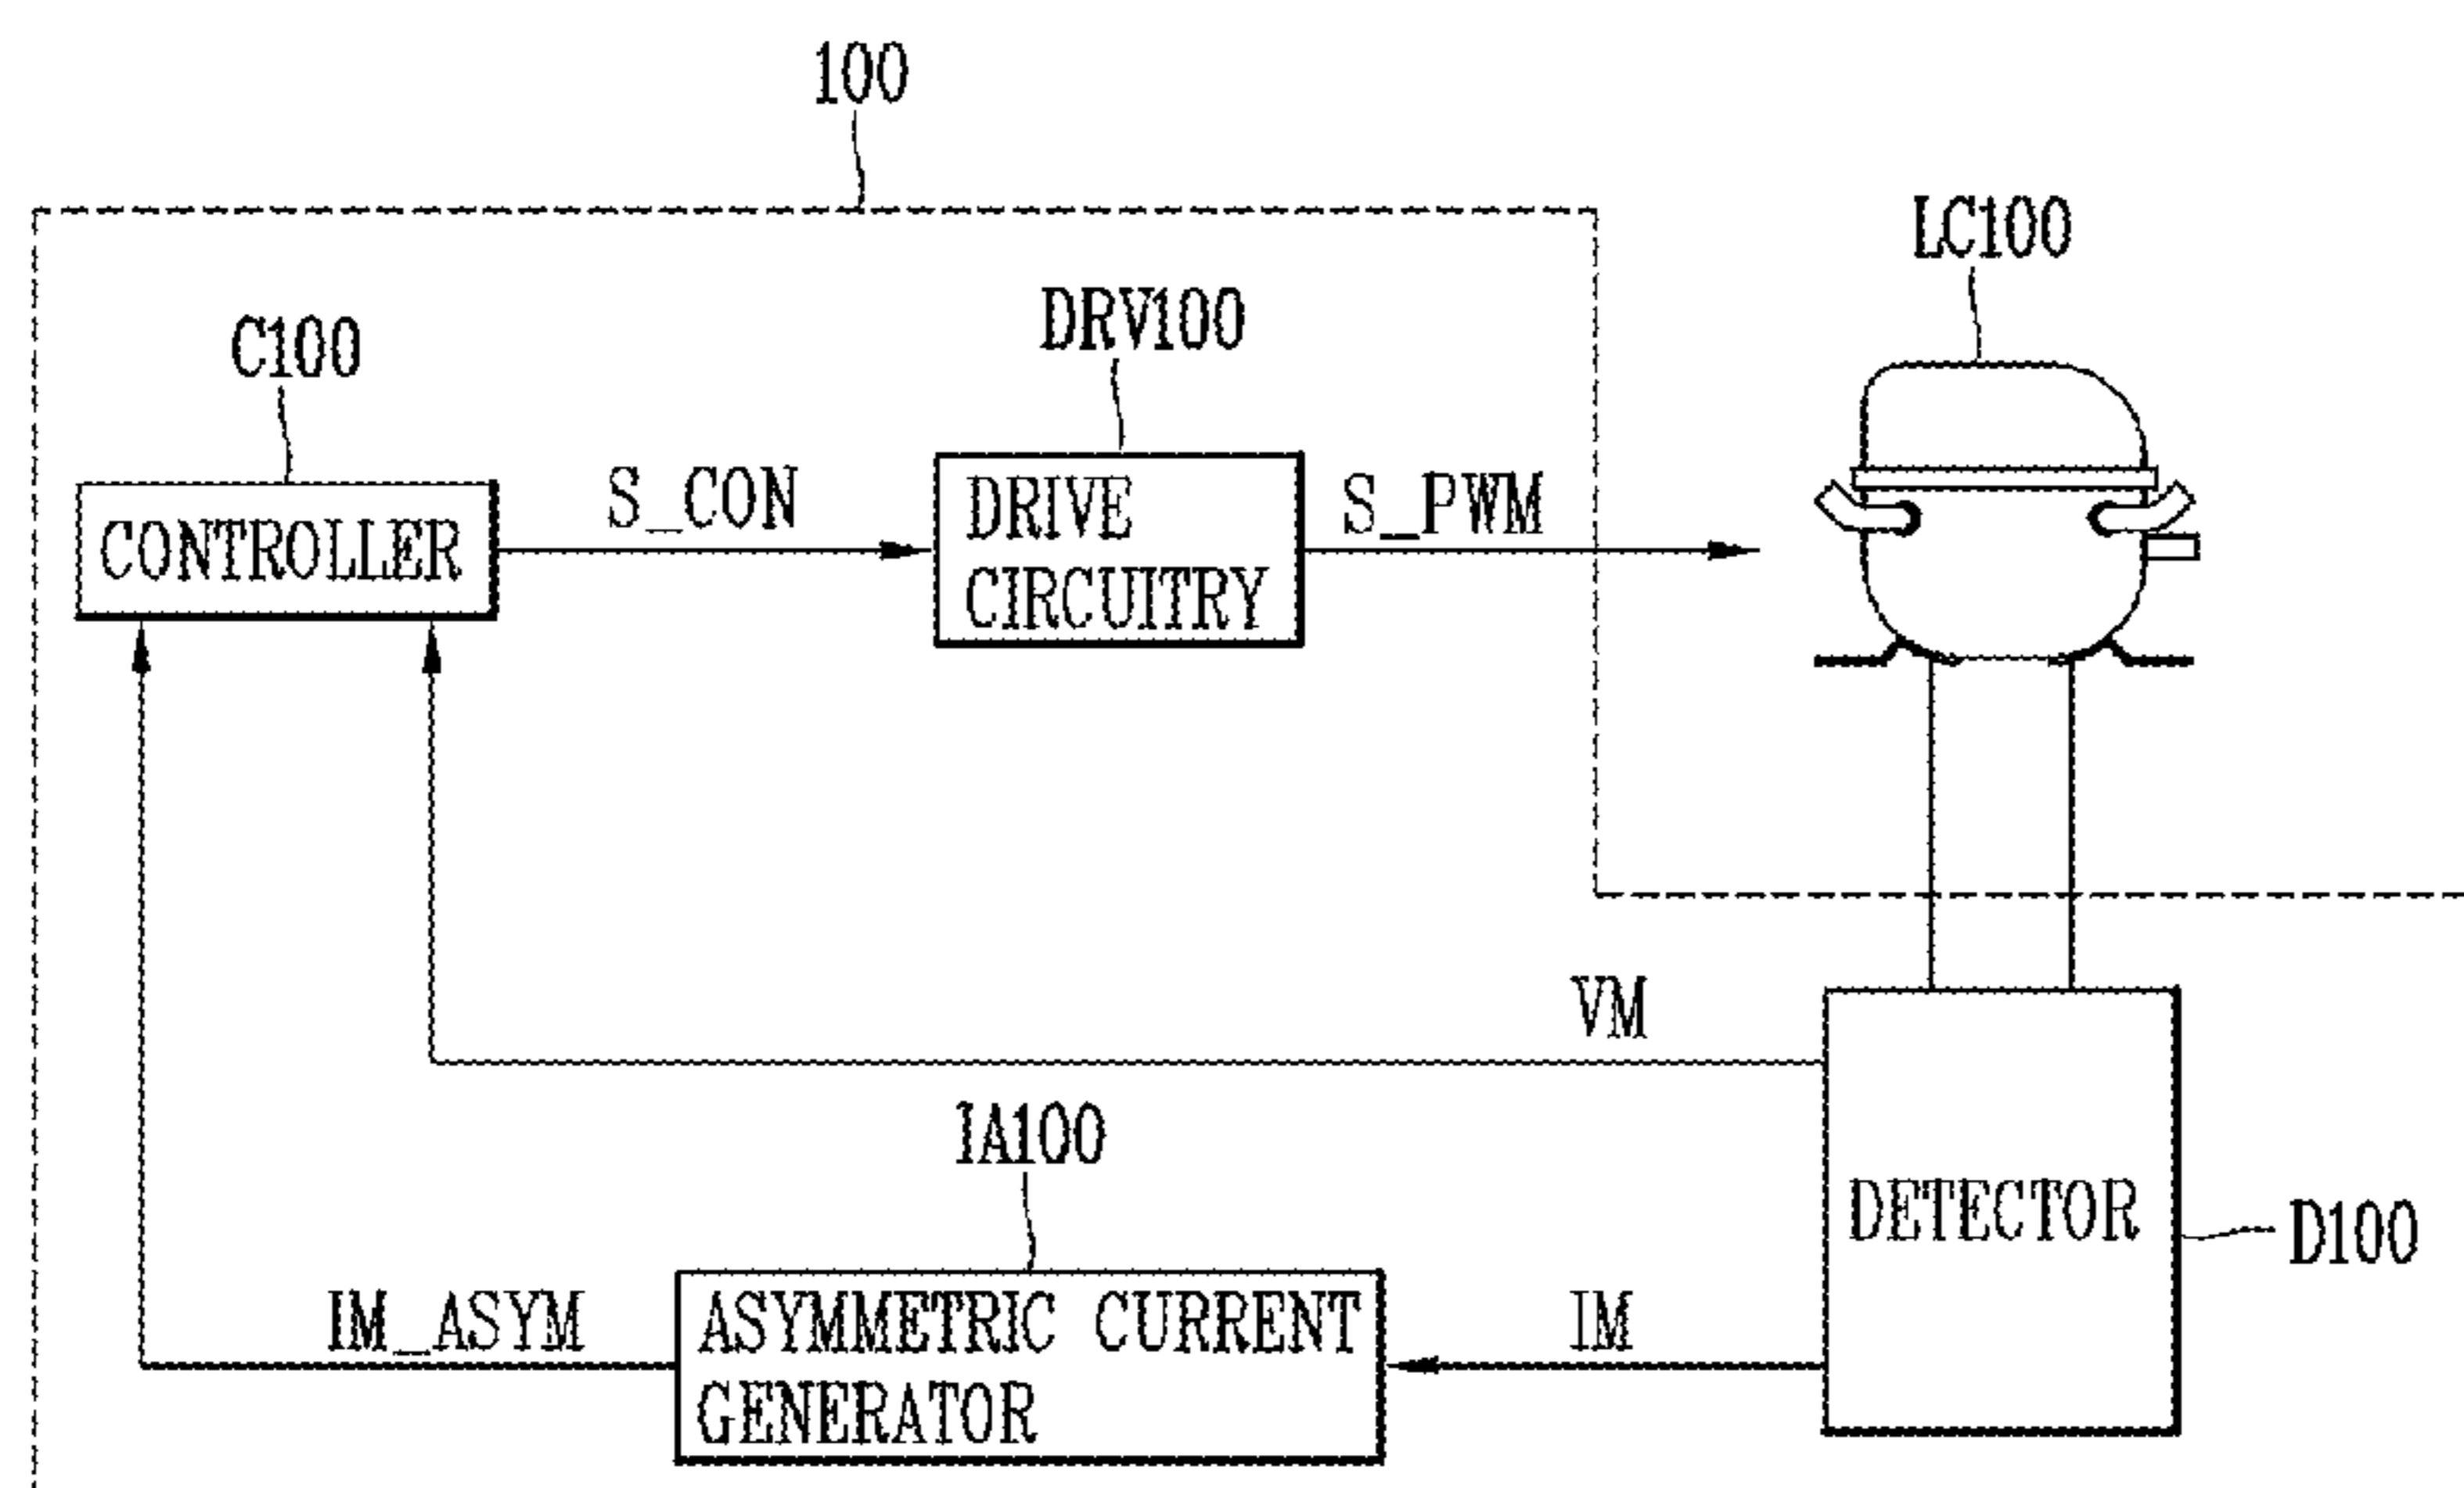 100
LC100
DRV100
C100
S_CON
S_PWM
DRIVE
CIRCUITRY
CONTROLLER
VM
IA100
DETECTOR
D100
IM_ASYM
ASYMMETRIC CURRENT
GENERATOR
IM